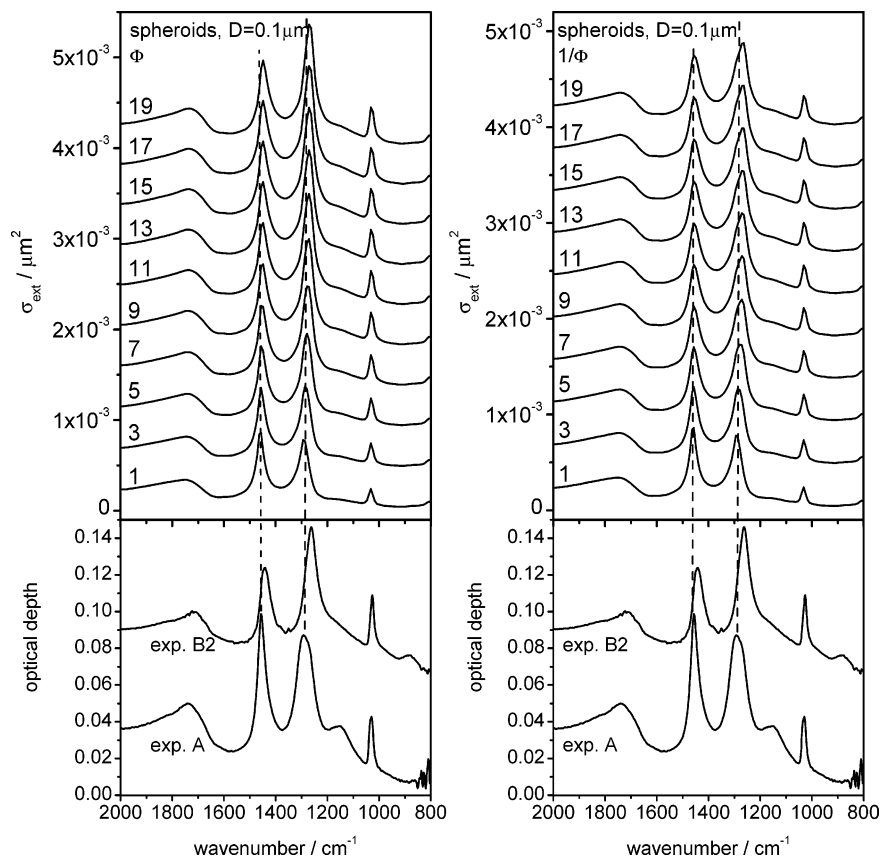 spheroids, D=0.1μm
Φ
5x10⁻³
4x10⁻³
3x10⁻³
2x10⁻³
1x10⁻³
0
σext / μm²
19
17
15
13
11
9
7
5
3
1
0.14
0.12
0.10
0.08
0.06
0.04
0.02
0.00
optical depth
exp. B2
exp. A
2000 1800 1600 1400 1200 1000 800
wavenumber / cm⁻¹
spheroids, D=0.1μm
1/Φ
5x10⁻³
4x10⁻³
3x10⁻³
2x10⁻³
1x10⁻³
0
σext / μm²
19
17
15
13
11
9
7
5
3
1
0.14
0.12
0.10
0.08
0.06
0.04
0.02
0.00
optical depth
exp. B2
exp. A
2000 1800 1600 1400 1200 1000 800
wavenumber / cm⁻¹